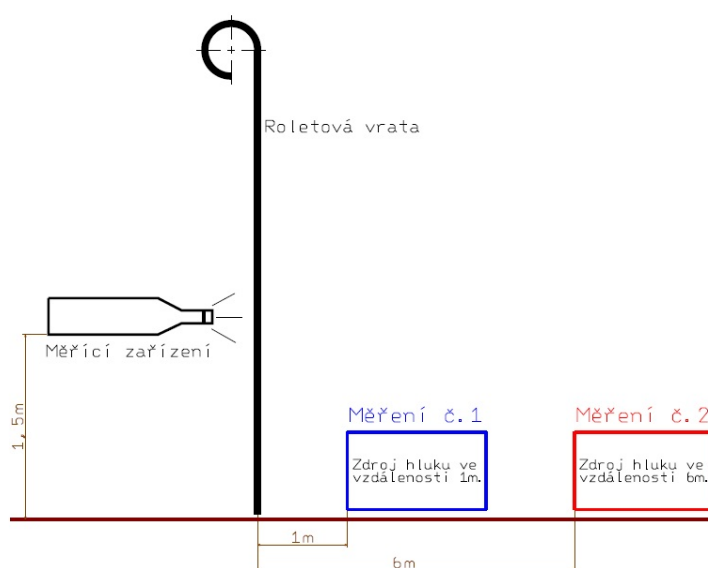 Roletová vrata
Měřící zařízení
1,5m
Měření č.1
Zdroj hluku ve
vzdálenosti 1m.
Měření č.2
Zdroj hluku ve
vzdálenosti 6m.
1m
6m